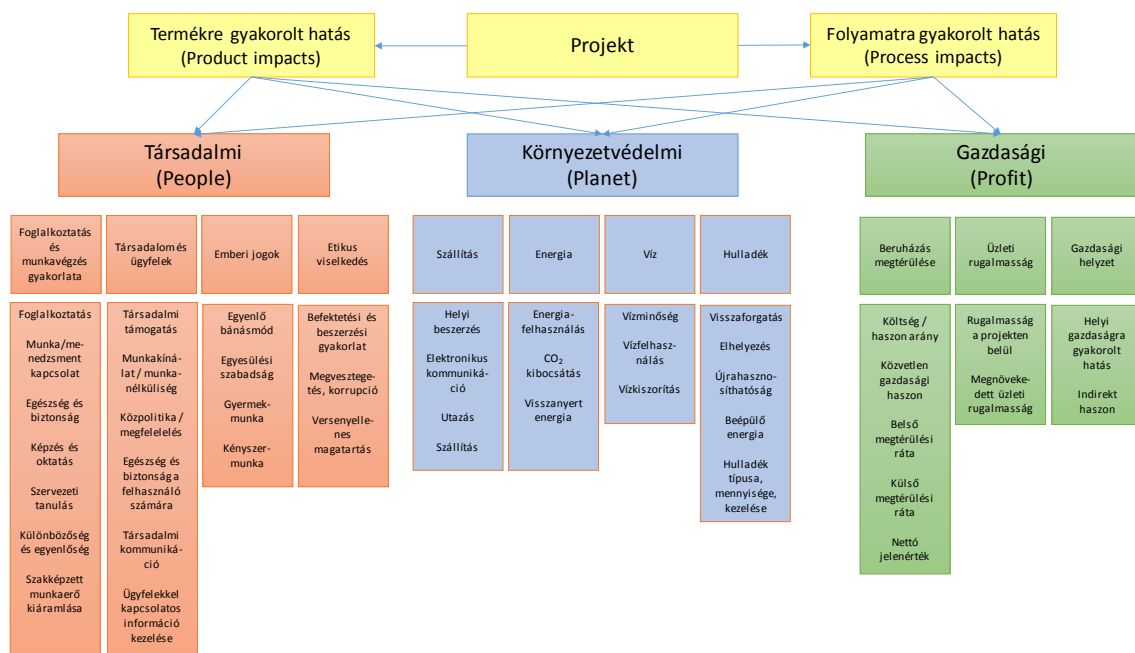 Termékre gyakorolt hatás
(Product impacts)
Projekt
Folyamatra gyakorolt hatás
(Process impacts)
Társadalmi
(People)
Környezetvédelmi
(Planet)
Gazdasági
(Profit)
Foglalkoztatás
és
munkavégzés
gyakorlata
Társadalom és
ügyfelek
Emberi jogok
Etikus
viselkedés
Szállítás
Energia
Víz
Hulladék
Beruházás
megtérülése
Üzleti
rugalmasság
Gazdasági
helyzet
Foglalkoztatás
Munka/me-
nedzsment
kapcsolat
Egészség és
biztonság
Képzés és
oktatás
Szervezeti
tanulás
Különbözőség
és egyenlőség
Szakképzett
munkaerő
kiáramlása
Társadalmi
támogatás
Munkakíná-
lat / munka-
nélküliség
Közpolitika /
megfelelelés
Egészség és
biztonság a
felhasználó
számára
Társadalmi
kommuniká-
ció
Ügyfelekkel
kapcsolatos
információ
kezelése
Egyenlő
bánásmód
Egyesülési
szabadság
Gyermek-
munka
Kényszer-
munka
Befektetési és
beszerzési
gyakorlat
Megvesztege-
tés, korrupció
Versenyelle-
nes
magatartás
Helyi
beszerzés
Elektronikus
kommuniká-
ció
Utazás
Szállítás
Energia-
felhasználás
CO₂
kibocsátás
Visszanyert
energia
Vízminőség
Vízfelhasz-
nálás
Vízkiszorítás
Visszaforgatás
Elhelyezés
Újrahaszno-
síthatóság
Beépülő
energia
Hulladék
típusa,
mennyisége,
kezelése
Költség /
haszon arány
Közvetlen
gazdasági
haszon
Belső
megtérülési
ráta
Külső
megtérülési
ráta
Nettó
jelenérték
Rugalmasság
a projekten
belül
Megnöveke-
dett üzleti
rugalmasság
Helyi
gazdaságra
gyakorolt
hatás
Indirekt
haszon